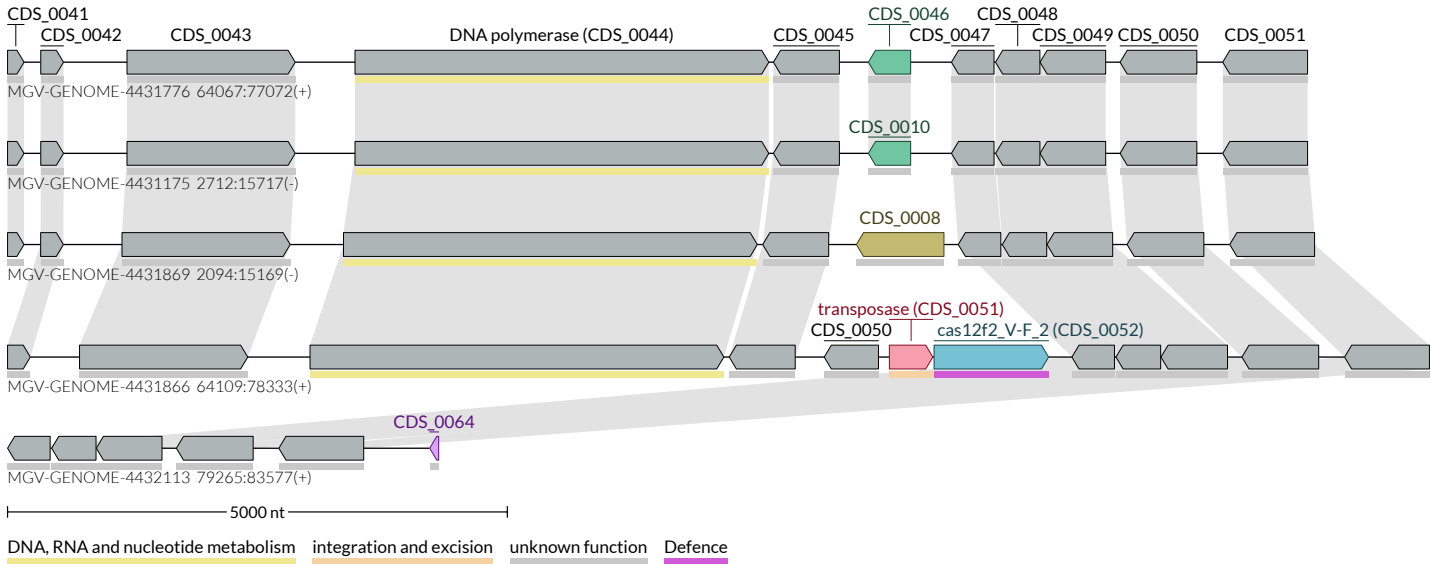 CDS_0041
CDS_0042
CDS_0043
DNA polymerase (CDS_0044)
CDS_0045
CDS_0046
CDS_0047
CDS_0048
CDS_0049
CDS_0050
CDS_0051
MGV-GENOME-4431776 64067:77072(+)
CDS_0010
MGV-GENOME-4431175 2712:15717(-)
CDS_0008
MGV-GENOME-4431869 2094:15169(-)
transposase (CDS_0051)
CDS_0050
cas12f2_V-F_2 (CDS_0052)
MGV-GENOME-4431866 64109:78333(+)
CDS_0064
MGV-GENOME-4432113 79265:83577(+)
5000 nt
DNA, RNA and nucleotide metabolism
integration and excision
unknown function
Defence